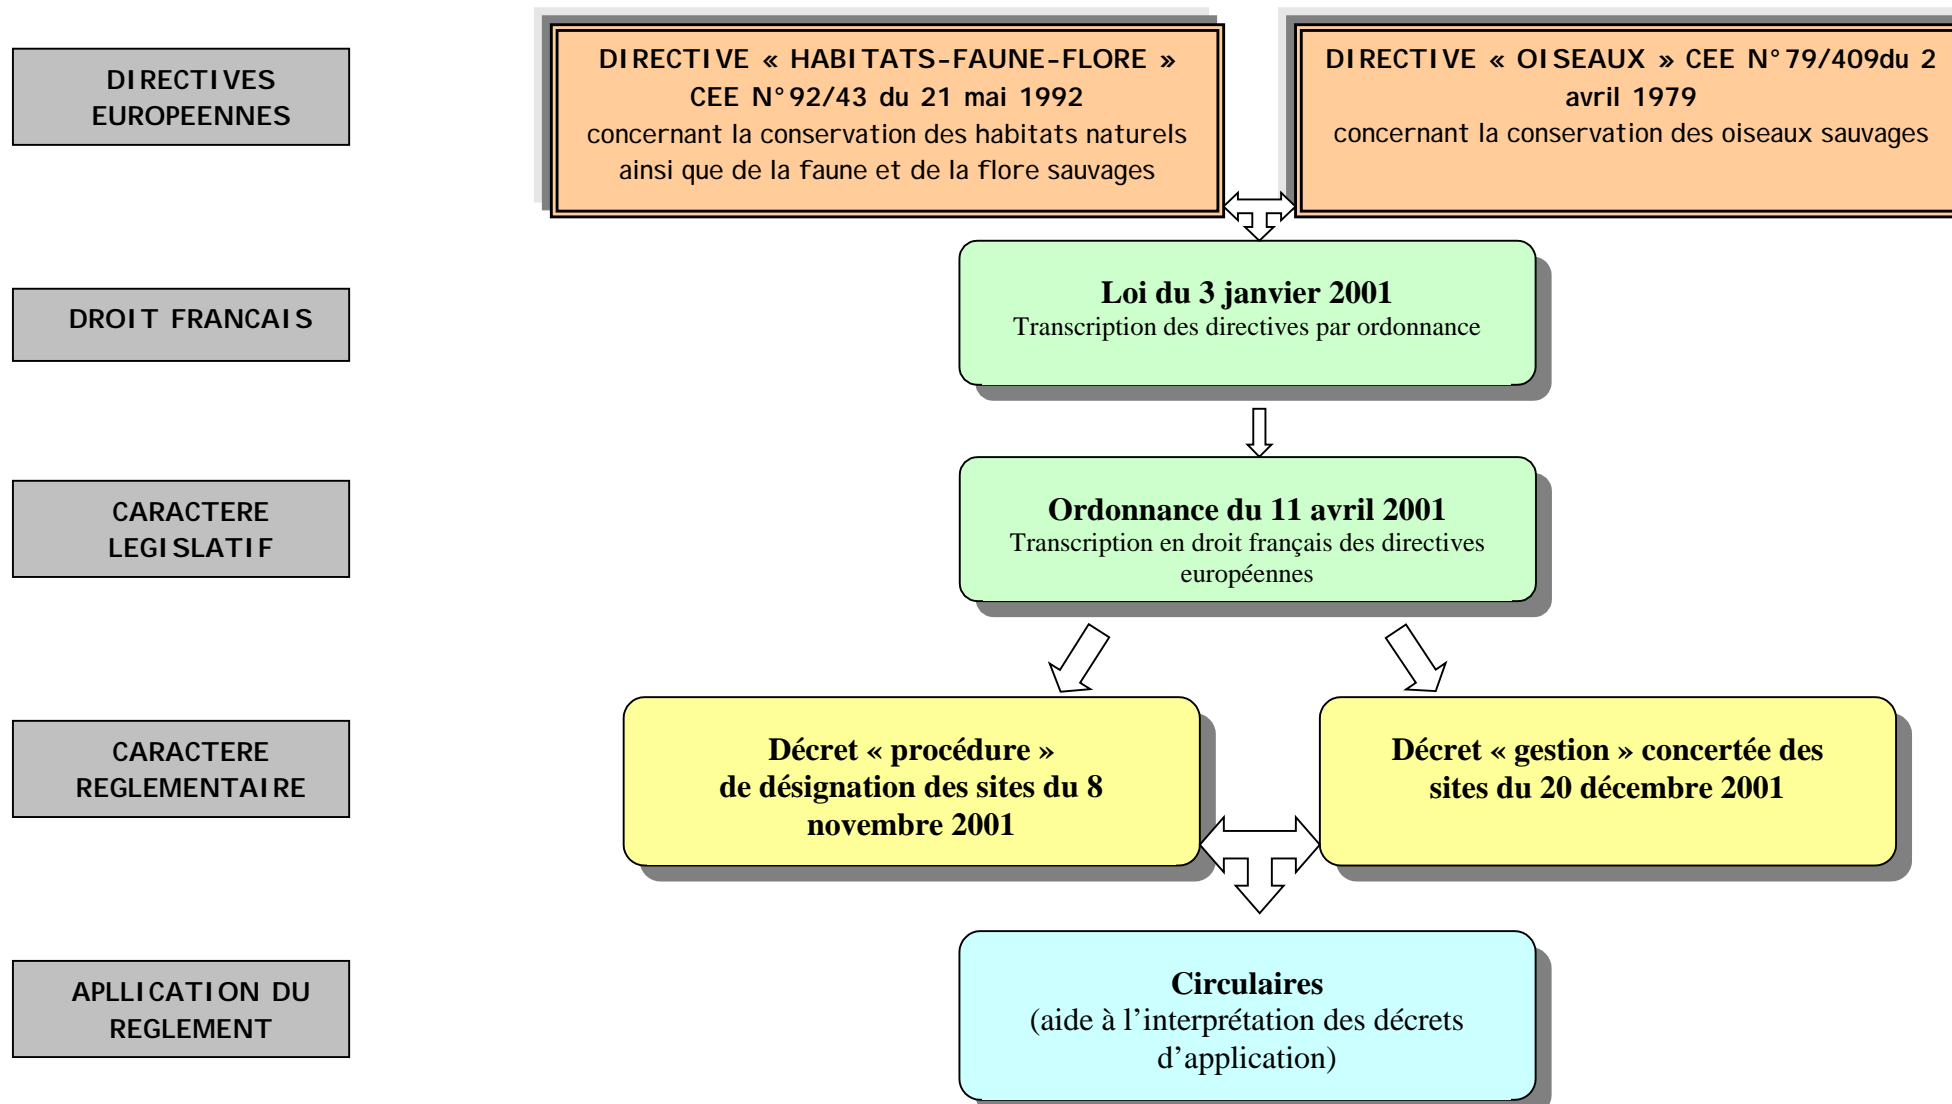 DIRECTIVES
EUROPEENNES
DIRECTIVE « HABITATS-FAUNE-FLORE »
CEE N°92/43 du 21 mai 1992
concernant la conservation des habitats naturels
ainsi que de la faune et de la flore sauvages
DIRECTIVE « OISEAUX » CEE N°79/409du 2
avril 1979
concernant la conservation des oiseaux sauvages
DROIT FRANCAIS
Loi du 3 janvier 2001
Transcription des directives par ordonnance
CARACTERE
LEGISLATIF
Ordonnance du 11 avril 2001
Transcription en droit français des directives
européennes
CARACTERE
REGLEMENTAIRE
Décret « procédure »
de désignation des sites du 8
novembre 2001
Décret « gestion » concertée des
sites du 20 décembre 2001
APLLICATION DU
REGLEMENT
Circulaires
(aide à l’interprétation des décrets
d’application)